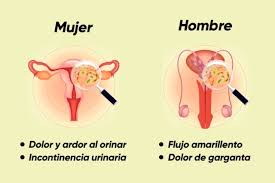 Mujer
Hombre
Dolor y ardor al orinar
Incontinencia urinaria
Flujo amarillento
Dolor de garganta